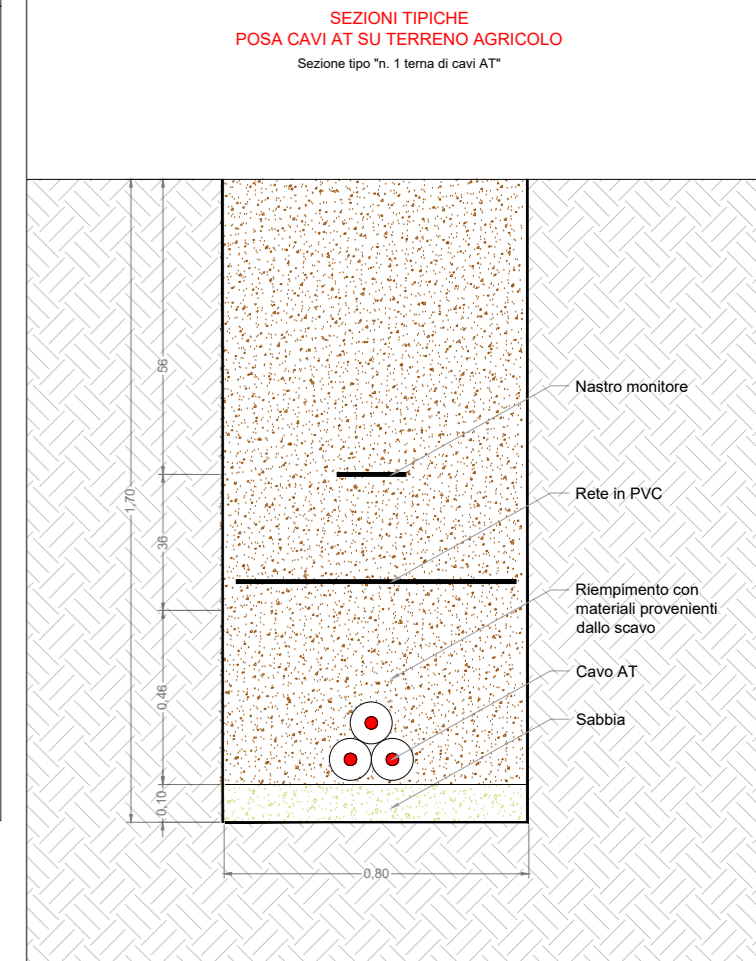 SEZIONI TIPICHE
POSA CAVI AT SU TERRENO AGRICOLO
Sezione tipo "n. 1 terna di cavi AT"
56
Nastro monitore
1,70
Rete in PVC
36
Riempimento con
materiali provenienti
dallo scavo
Cavo AT
0,46
Sabbia
0,10
0,80